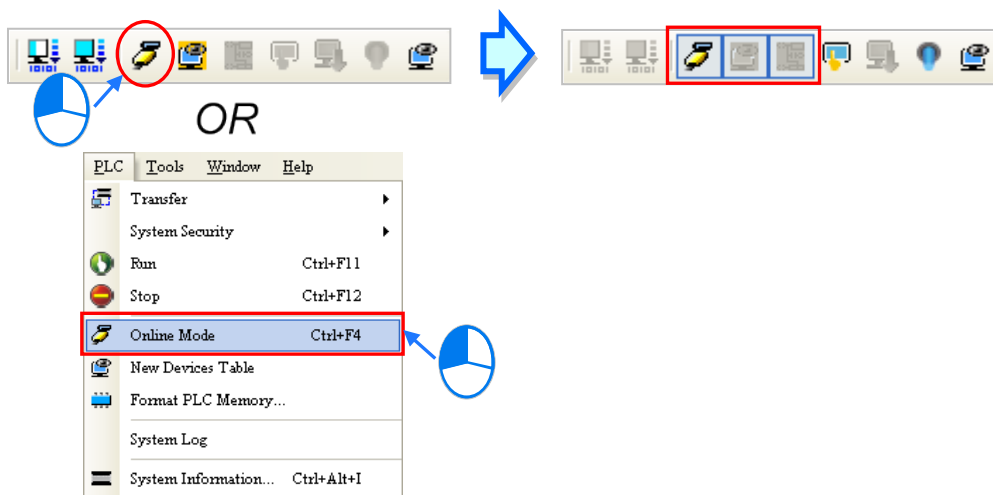 OR
PLC Tools Window Help
Transfer
System Security
Run Ctrl+F11
Stop Ctrl+F12
Online Mode Ctrl+F4
New Devices Table
Format PLC Memory...
System Log
System Information... Ctrl+Alt+I